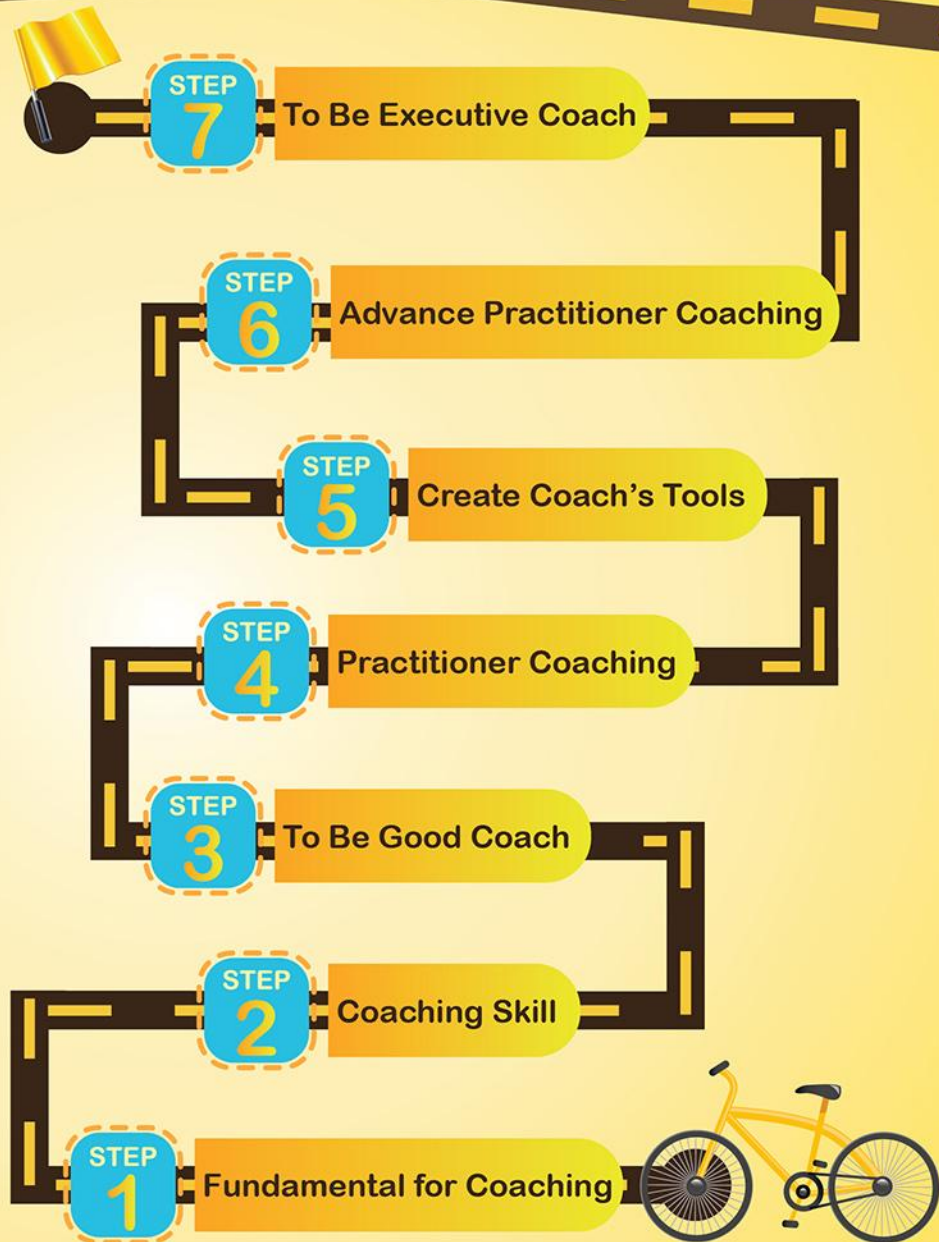 STEP
7
To Be Executive Coach
STEP
6
Advance Practitioner Coaching
STEP
5
Create Coach's Tools
STEP
4
Practitioner Coaching
STEP
3
To Be Good Coach
STEP
2
Coaching Skill
STEP
1
Fundamental for Coaching